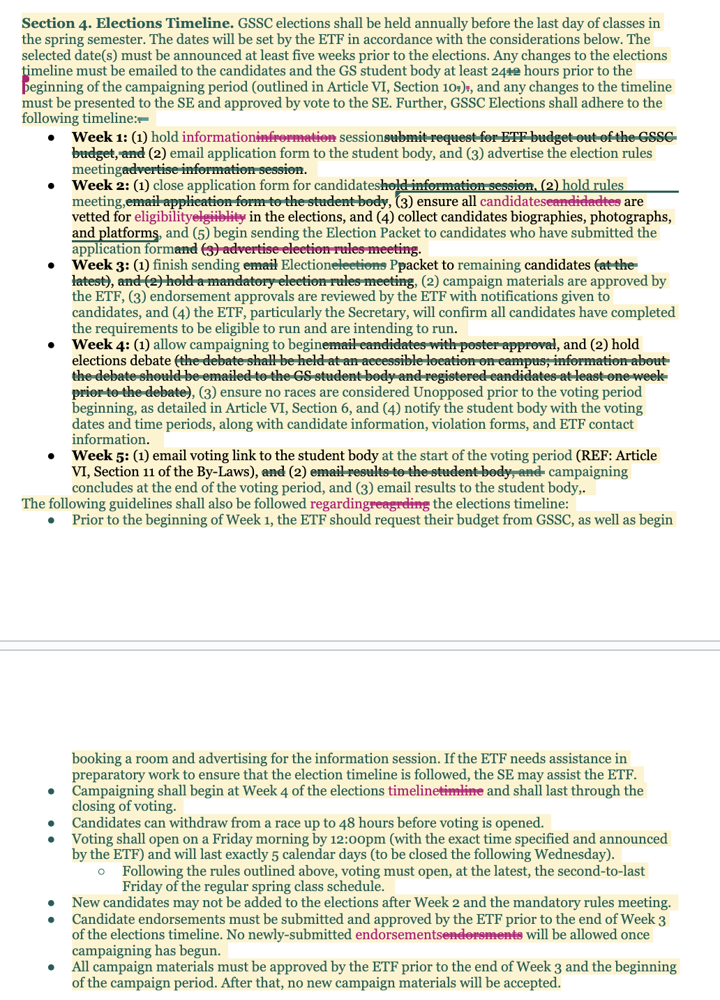 Section 4. Elections Timeline. GSSC elections shall be held annually before the last day of classes in
the spring semester. The dates will be set by the ETF in accordance with the considerations below. The
selected date(s) must be announced at least five weeks prior to the elections. Any changes to the elections
timeline must be emailed to the candidates and the GS student body at least 2412 hours prior to the
beginning of the campaigning period (outlined in Article VI, Section 10.)., and any changes to the timeline
must be presented to the SE and approved by vote to the SE. Further, GSSC Elections shall adhere to the
following timeline:.
● Week 1: (1) hold informationinfrormation sessionsubmit request for ETF budget out of the GSSC
budget, and (2) email application form to the student body, and (3) advertise the election rules
meetingadvertise information session.
● Week 2: (1) close application form for candidateshold information session, (2) hold rules
meeting,email application form to the student body, (3) ensure all candidatescandidadtes are
vetted for eligibilityelgiiblity in the elections, and (4) collect candidates biographies, photographs,
and platforms, and (5) begin sending the Election Packet to candidates who have submitted the
application formand (3) advertise election rules meeting.
● Week 3: (1) finish sending email Electionelections Ppacket to remaining candidates (at the
latest), and (2) hold a mandatory election rules meeting, (2) campaign materials are approved by
the ETF, (3) endorsement approvals are reviewed by the ETF with notifications given to
candidates, and (4) the ETF, particularly the Secretary, will confirm all candidates have completed
the requirements to be eligible to run and are intending to run.
● Week 4: (1) allow campaigning to beginemail candidates with poster approval, and (2) hold
elections debate (the debate shall be held at an accessible location on campus; information about
the debate should be emailed to the GS student body and registered candidates at least one week
prior to the debate), (3) ensure no races are considered Unopposed prior to the voting period
beginning, as detailed in Article VI, Section 6, and (4) notify the student body with the voting
dates and time periods, along with candidate information, violation forms, and ETF contact
information.
● Week 5: (1) email voting link to the student body at the start of the voting period (REF: Article
VI, Section 11 of the By-Laws), and (2) email results to the student body, and campaigning
concludes at the end of the voting period, and (3) email results to the student body,.
The following guidelines shall also be followed regardingreagrding the elections timeline:
● Prior to the beginning of Week 1, the ETF should request their budget from GSSC, as well as begin
booking a room and advertising for the information session. If the ETF needs assistance in
preparatory work to ensure that the election timeline is followed, the SE may assist the ETF.
● Campaigning shall begin at Week 4 of the elections timelinetimline and shall last through the
closing of voting.
● Candidates can withdraw from a race up to 48 hours before voting is opened.
● Voting shall open on a Friday morning by 12:00pm (with the exact time specified and announced
by the ETF) and will last exactly 5 calendar days (to be closed the following Wednesday).
○ Following the rules outlined above, voting must open, at the latest, the second-to-last
Friday of the regular spring class schedule.
● New candidates may not be added to the elections after Week 2 and the mandatory rules meeting.
● Candidate endorsements must be submitted and approved by the ETF prior to the end of Week 3
of the elections timeline. No newly-submitted endorsementsendorsments will be allowed once
campaigning has begun.
● All campaign materials must be approved by the ETF prior to the end of Week 3 and the beginning
of the campaign period. After that, no new campaign materials will be accepted.